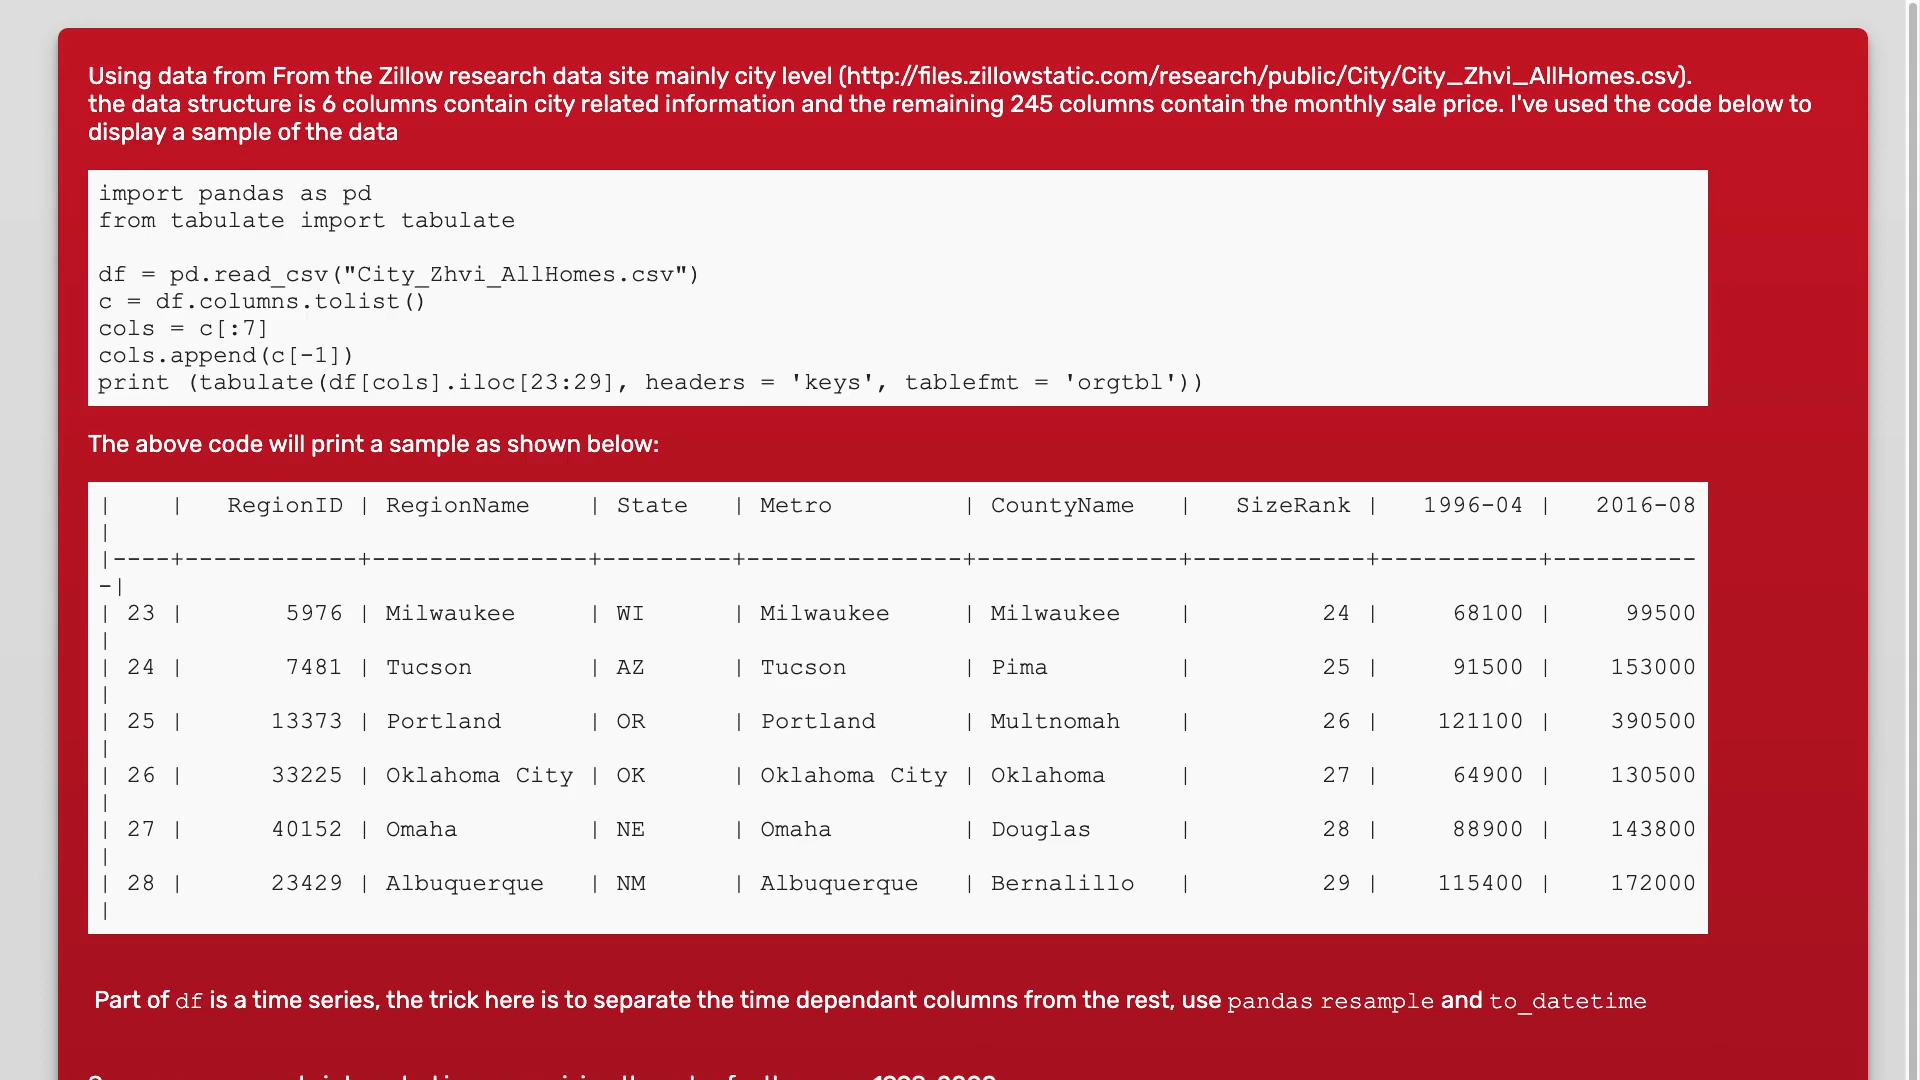 Using data from From the Zillow research data site mainly city level (http://files.zillowstatic.com/research/public/City/City_Zhvi_AllHomes.csv).
the data structure is 6 columns contain city related information and the remaining 245 columns contain the monthly sale price. I've used the code below to
display a sample of the data
import pandas as pd
from tabulate import tabulate
df = pd.read_csv("City_Zhvi_AllHomes.csv")
c = df.columns.tolist()
cols = c[:7]
cols.append(c[-1])
print (tabulate(df[cols].iloc[23:29], headers = 'keys', tablefmt = 'orgtbl'))
The above code will print a sample as shown below:
|    |   RegionID | RegionName    | State   | Metro         | CountyName   |   SizeRank |   1996-04 |   2016-08
|
|----+------------+---------------+---------+---------------+--------------+------------+-----------+----------
-|
| 23 |       5976 | Milwaukee     | WI      | Milwaukee     | Milwaukee    |         24 |     68100 |     99500
|
| 24 |       7481 | Tucson        | AZ      | Tucson        | Pima         |         25 |     91500 |    153000
|
| 25 |      13373 | Portland      | OR      | Portland      | Multnomah    |         26 |    121100 |    390500
|
| 26 |      33225 | Oklahoma City | OK      | Oklahoma City | Oklahoma     |         27 |     64900 |    130500
|
| 27 |      40152 | Omaha         | NE      | Omaha         | Douglas      |         28 |     88900 |    143800
|
| 28 |      23429 | Albuquerque   | NM      | Albuquerque   | Bernalillo   |         29 |    115400 |    172000
|
Part of df is a time series, the trick here is to separate the time dependant columns from the rest, use pandas resample and to_datetime